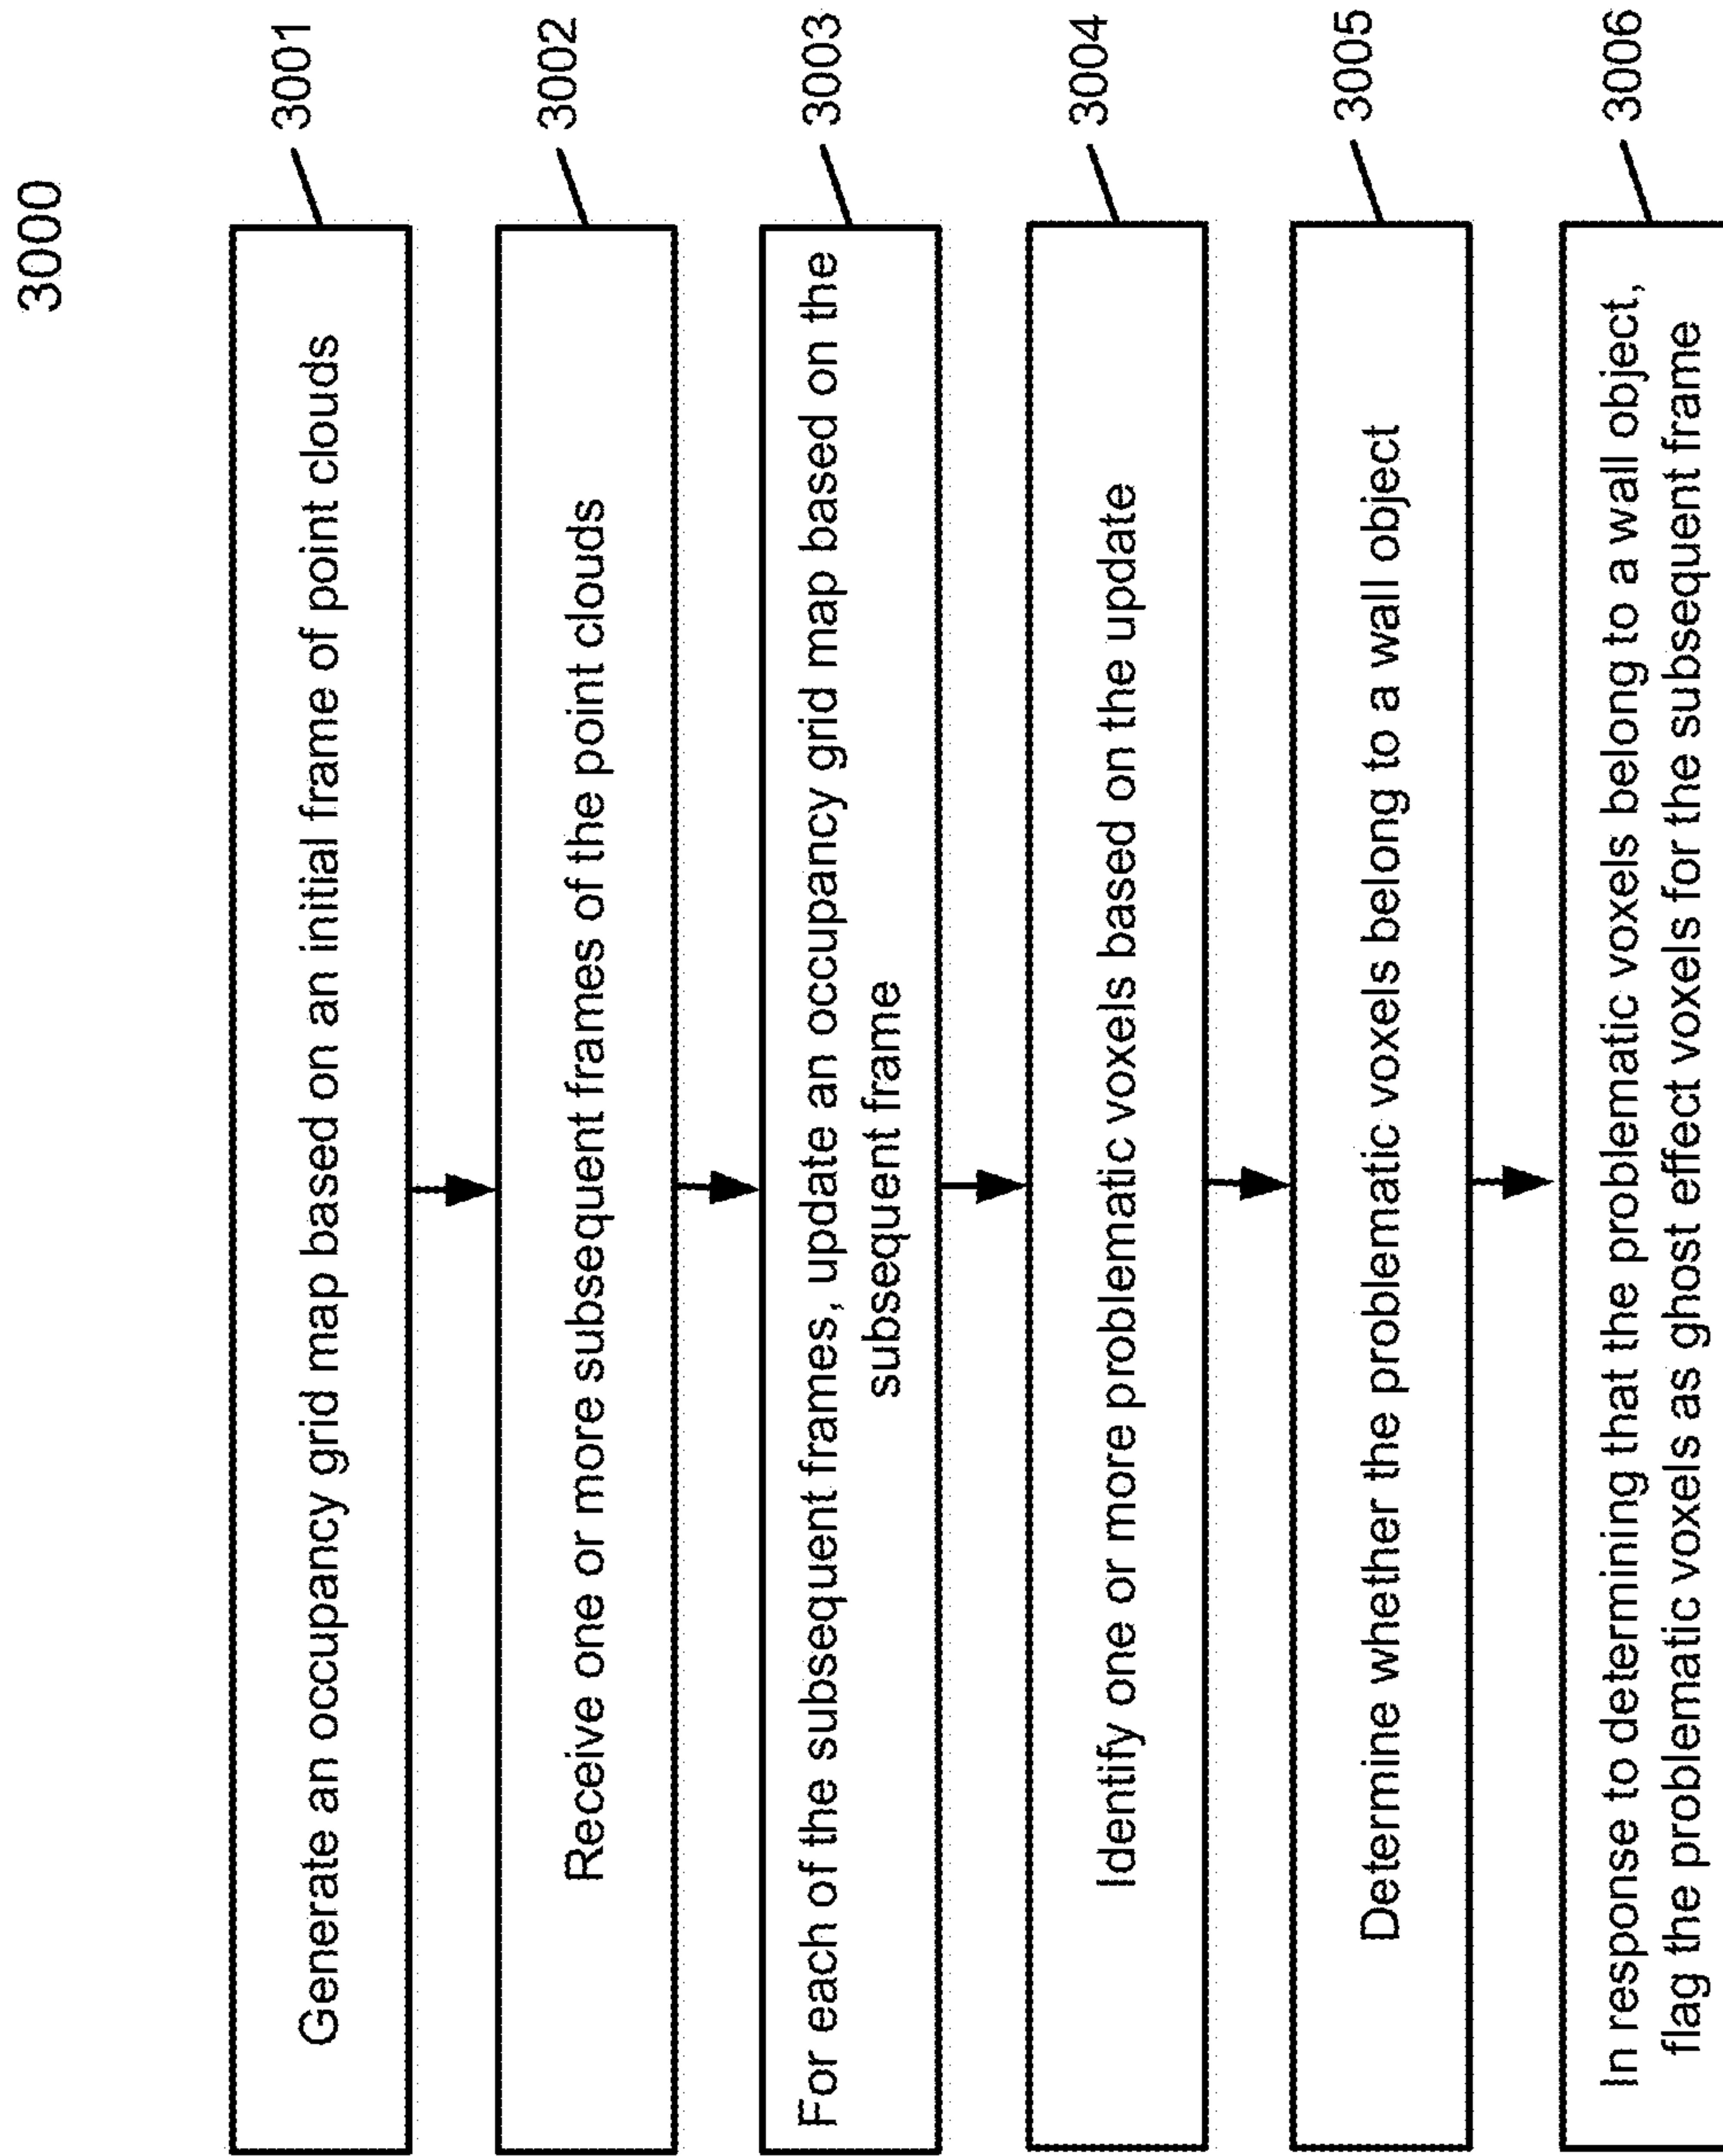 3000
Generate an occupancy grid map based on an initial frame of point clouds
3001
Receive one or more subsequent frames of the point clouds
3002
For each of the subsequent frames, update an occupancy grid map based on the
subsequent frame
3003
Identify one or more problematic voxels based on the update
3004
Determine whether the problematic voxels belong to a wall object
3005
In response to determining that the problematic voxels belong to a wall object,
flag the problematic voxels as ghost effect voxels for the subsequent frame
3006